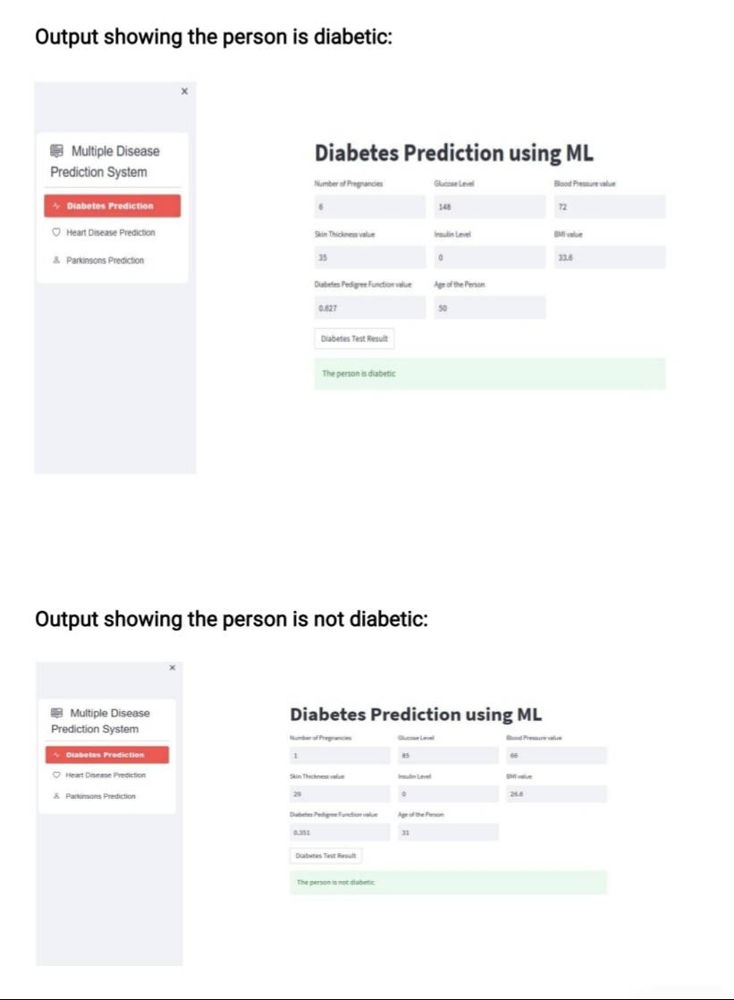 Output showing the person is diabetic:
×
Multiple Disease
Prediction System
Diabetes Prediction
Heart Disease Prediction
Parkinsons Prediction
Diabetes Prediction using ML
Number of Pregnancies Glucose Level Blood Pressure value
6 148 72
Skin Thickness value Insulin Level BMI value
35 0 33.6
Diabetes Pedigree Function value Age of the Person
0.627 50
Diabetes Test Result
The person is diabetic
Output showing the person is not diabetic:
×
Multiple Disease
Prediction System
Diabetes Prediction
Heart Disease Prediction
Parkinsons Prediction
Diabetes Prediction using ML
Number of Pregnancies Glucose Level Blood Pressure value
1 85 66
Skin Thickness value Insulin Level BMI value
29 0 26.6
Diabetes Pedigree Function value Age of the Person
0.351 31
Diabetes Test Result
The person is not diabetic